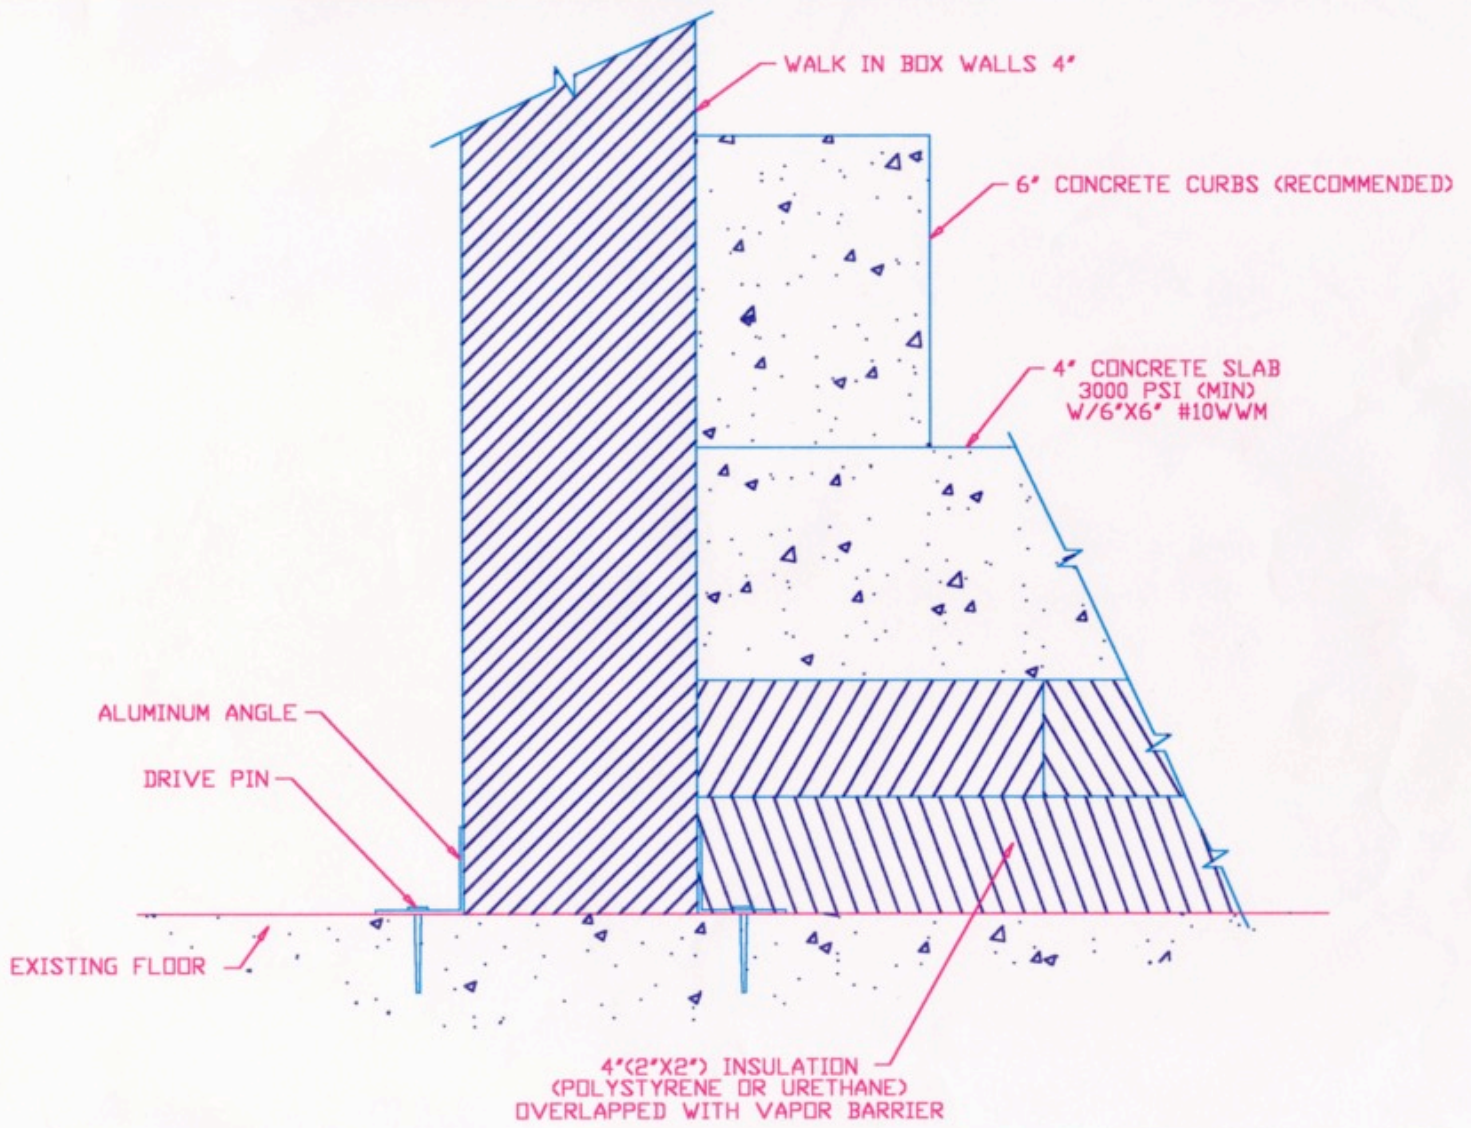 WALK IN BOX WALLS 4"
6" CONCRETE CURBS (RECOMMENDED)
4" CONCRETE SLAB
3000 PSI (MIN)
W/6"X6" #10WWM
ALUMINUM ANGLE
DRIVE PIN
EXISTING FLOOR
4"(2"X2") INSULATION
(POLYSTYRENE OR URETHANE)
OVERLAPPED WITH VAPOR BARRIER